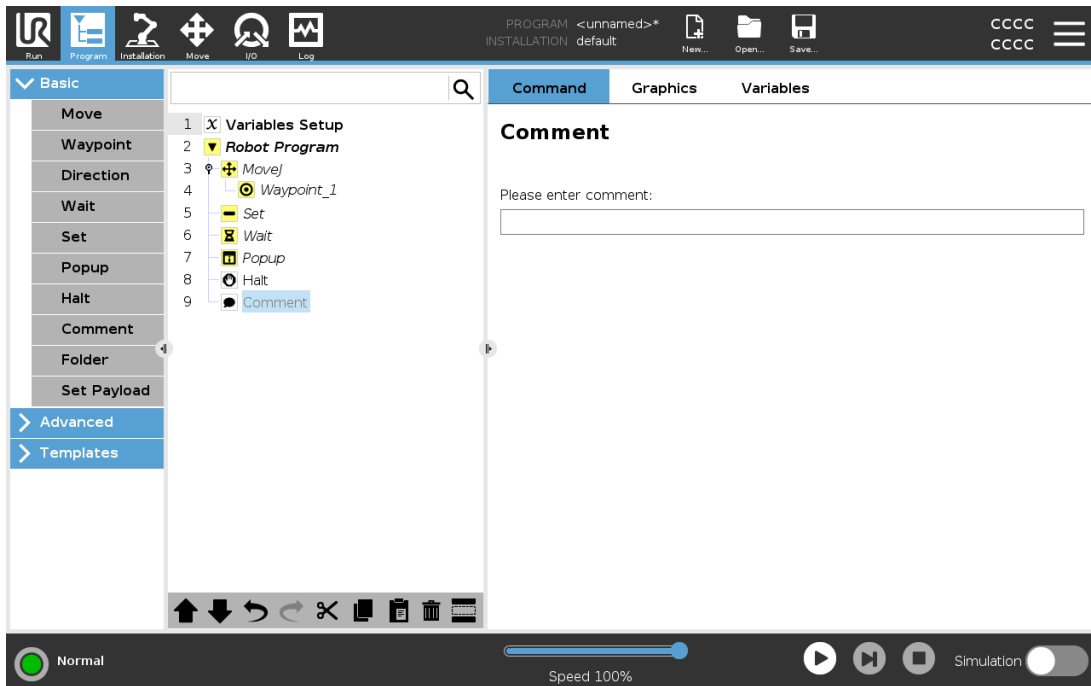 UR
Run
Program
Installation
Move
I/O
Log
PROGRAM <unnamed>*
INSTALLATION default
New...
Open...
Save...
CCCC
CCCC
Basic
Move
Waypoint
Direction
Wait
Set
Popup
Halt
Comment
Folder
Set Payload
Advanced
Templates
1 X Variables Setup
2 Robot Program
3 MoveJ
4 Waypoint_1
5 Set
6 Wait
7 Popup
8 Halt
9 Comment
Command
Graphics
Variables
Comment
Please enter comment:
Normal
Speed 100%
Simulation